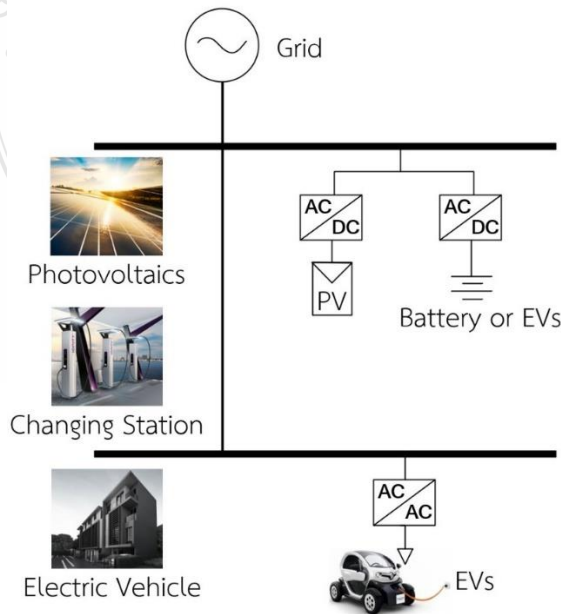 Grid
AC
DC
AC
DC
PV
Photovoltaics
Battery or EVs
Changing Station
AC
AC
EVs
Electric Vehicle